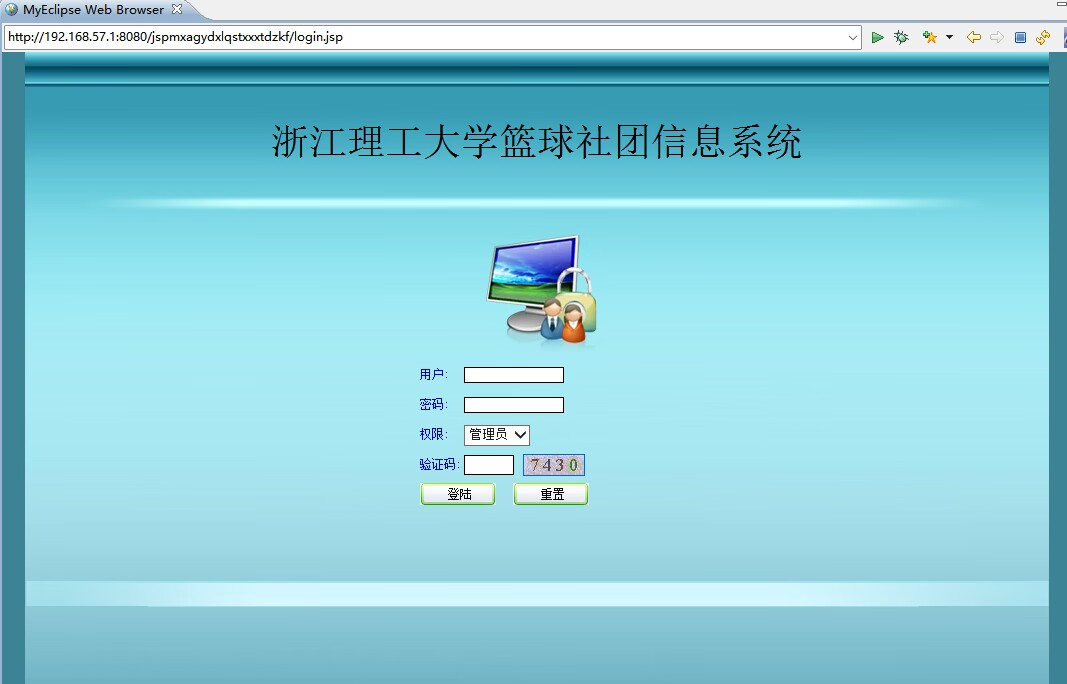 MyEclipse Web Browser
http://192.168.57.1:8080/jspmxagydxlqstxxxtdzkf/login.jsp
浙江理工大学篮球社团信息系统
用户:
密码:
权限: 管理员
验证码: 7430
登陆 重置